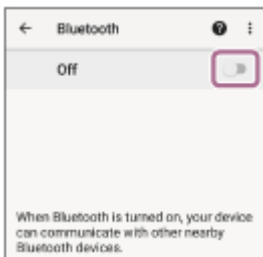 Bluetooth
Off
When Bluetooth is turned on, your device
can communicate with other nearby
Bluetooth devices.